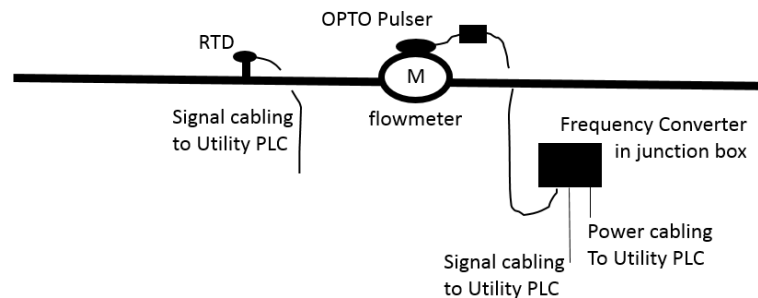 OPTO Pulser
RTD
M
flowmeter
Signal cabling
to Utility PLC
Frequency Converter
in junction box
Power cabling
To Utility PLC
Signal cabling
to Utility PLC